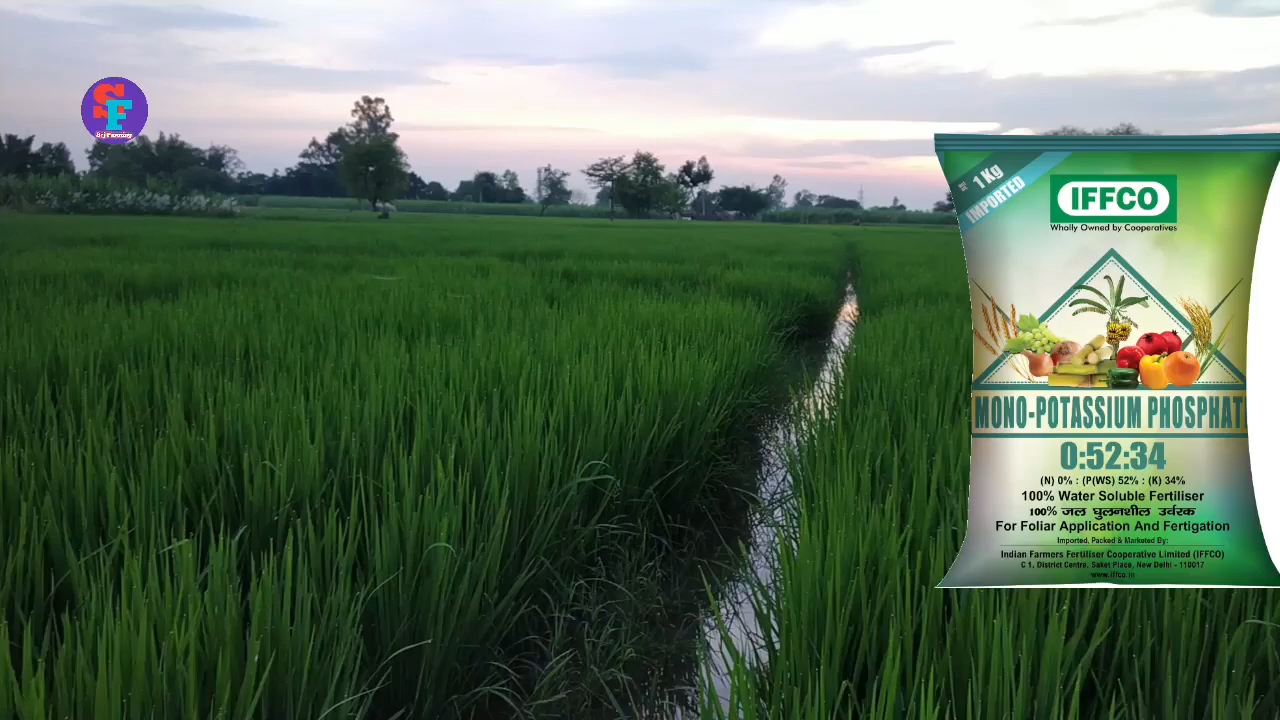 SF
1 Kg
IMPORTED
IFFCO
Wholly Owned by Cooperatives
MONO-POTASSIUM PHOSPHAT
0:52:34
(N) 0% : (P(WS) 52% : (K) 34%
100% Water Soluble Fertiliser
100% जल घुलनशील उर्वरक
For Foliar Application And Fertigation
Imported, Packed & Marketed By:
Indian Farmers Fertiliser Cooperative Limited (IFFCO)
C 1, District Centre, Saket Place, New Delhi - 110017
www.iffco.in